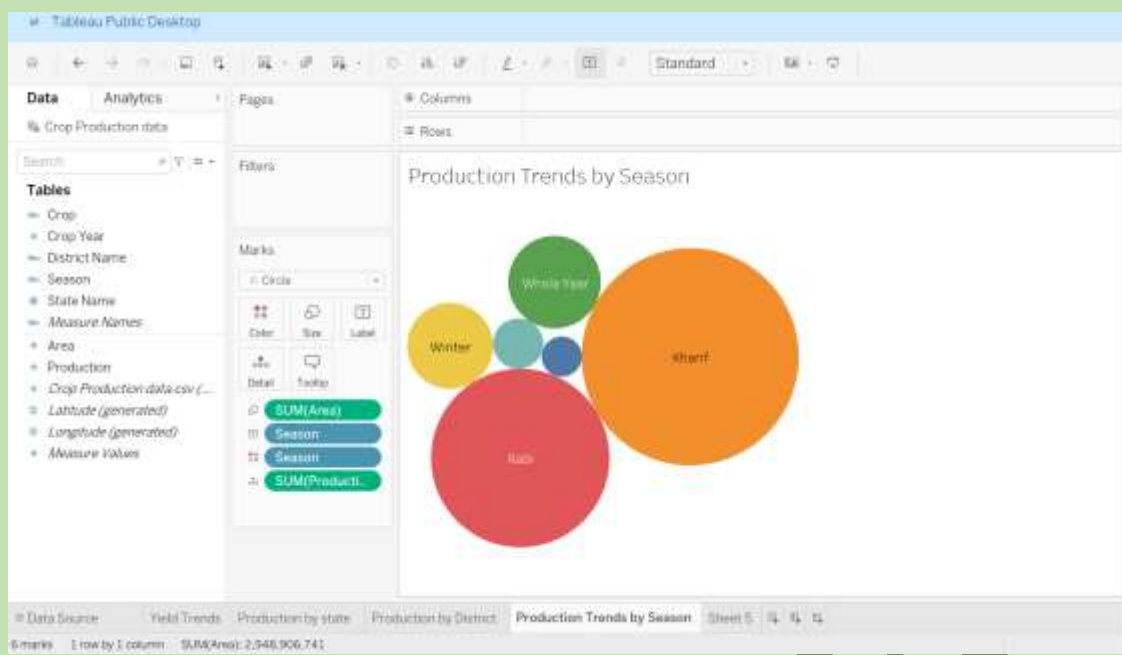 Tableau Public Desktop
Standard
Data
Analytics
Pages
Columns
Crop Production data
Rows
Search
Filters
Tables
Production Trends by Season
Crop
Crop Year
District Name
Season
State Name
Measure Names
Area
Production
Crop Production data.csv (...
Latitude (generated)
Longitude (generated)
Measure Values
Marks
Circle
Color
Size
Label
Detail
Tooltip
SUM(Area)
Season
Season
SUM(Producti..
Whole Year
Winter
Kharif
Rabi
Data Source
Yield Trends
Production by state
Production by District
Production Trends by Season
Sheet 5
6 marks
1 row by 1 column
SUM(Area): 2,948,906,741